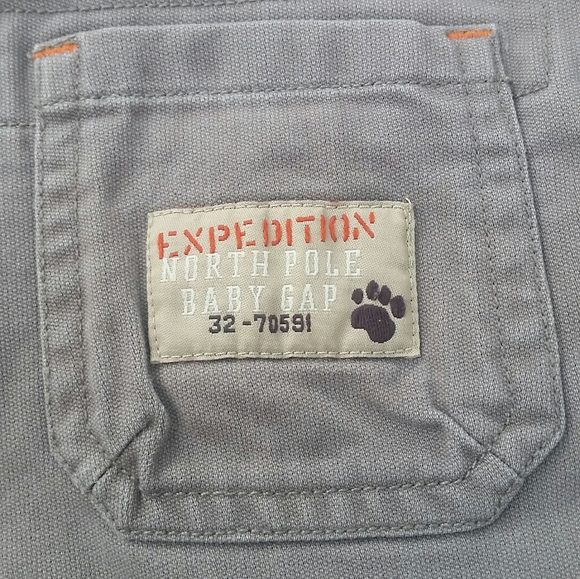 EXPEDITION
NORTH POLE
BABY GAP
32-70591